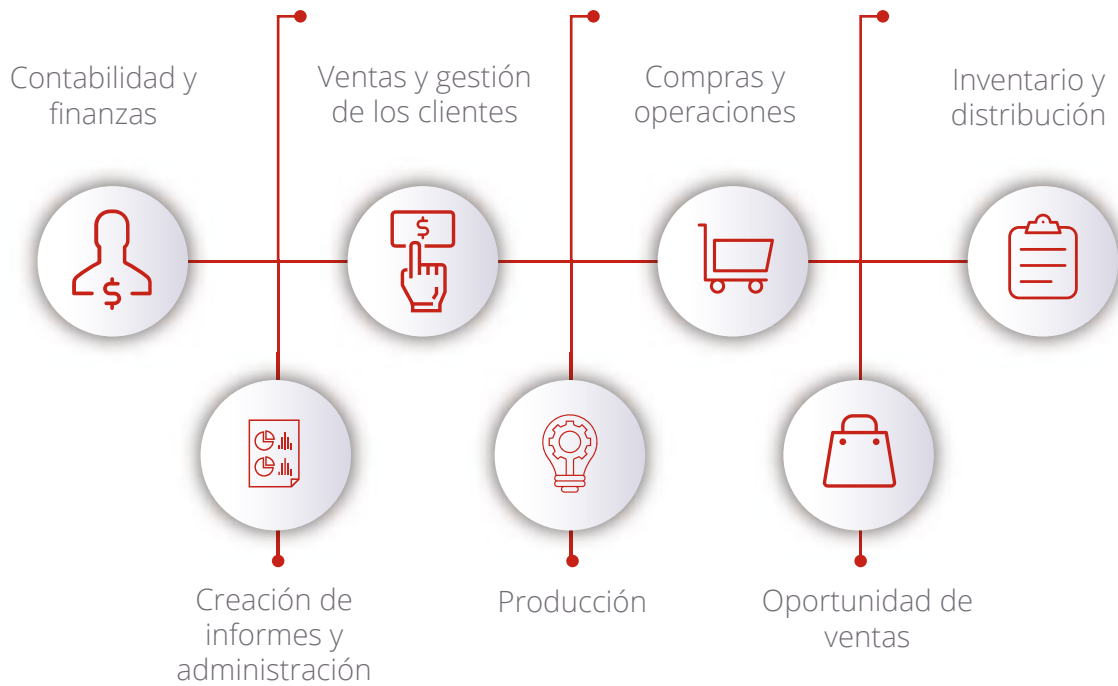 Contabilidad y
finanzas
Ventas y gestión
de los clientes
Compras y
operaciones
Inventario y
distribución
$
$
Creación de
informes y
administración
Producción
Oportunidad de
ventas